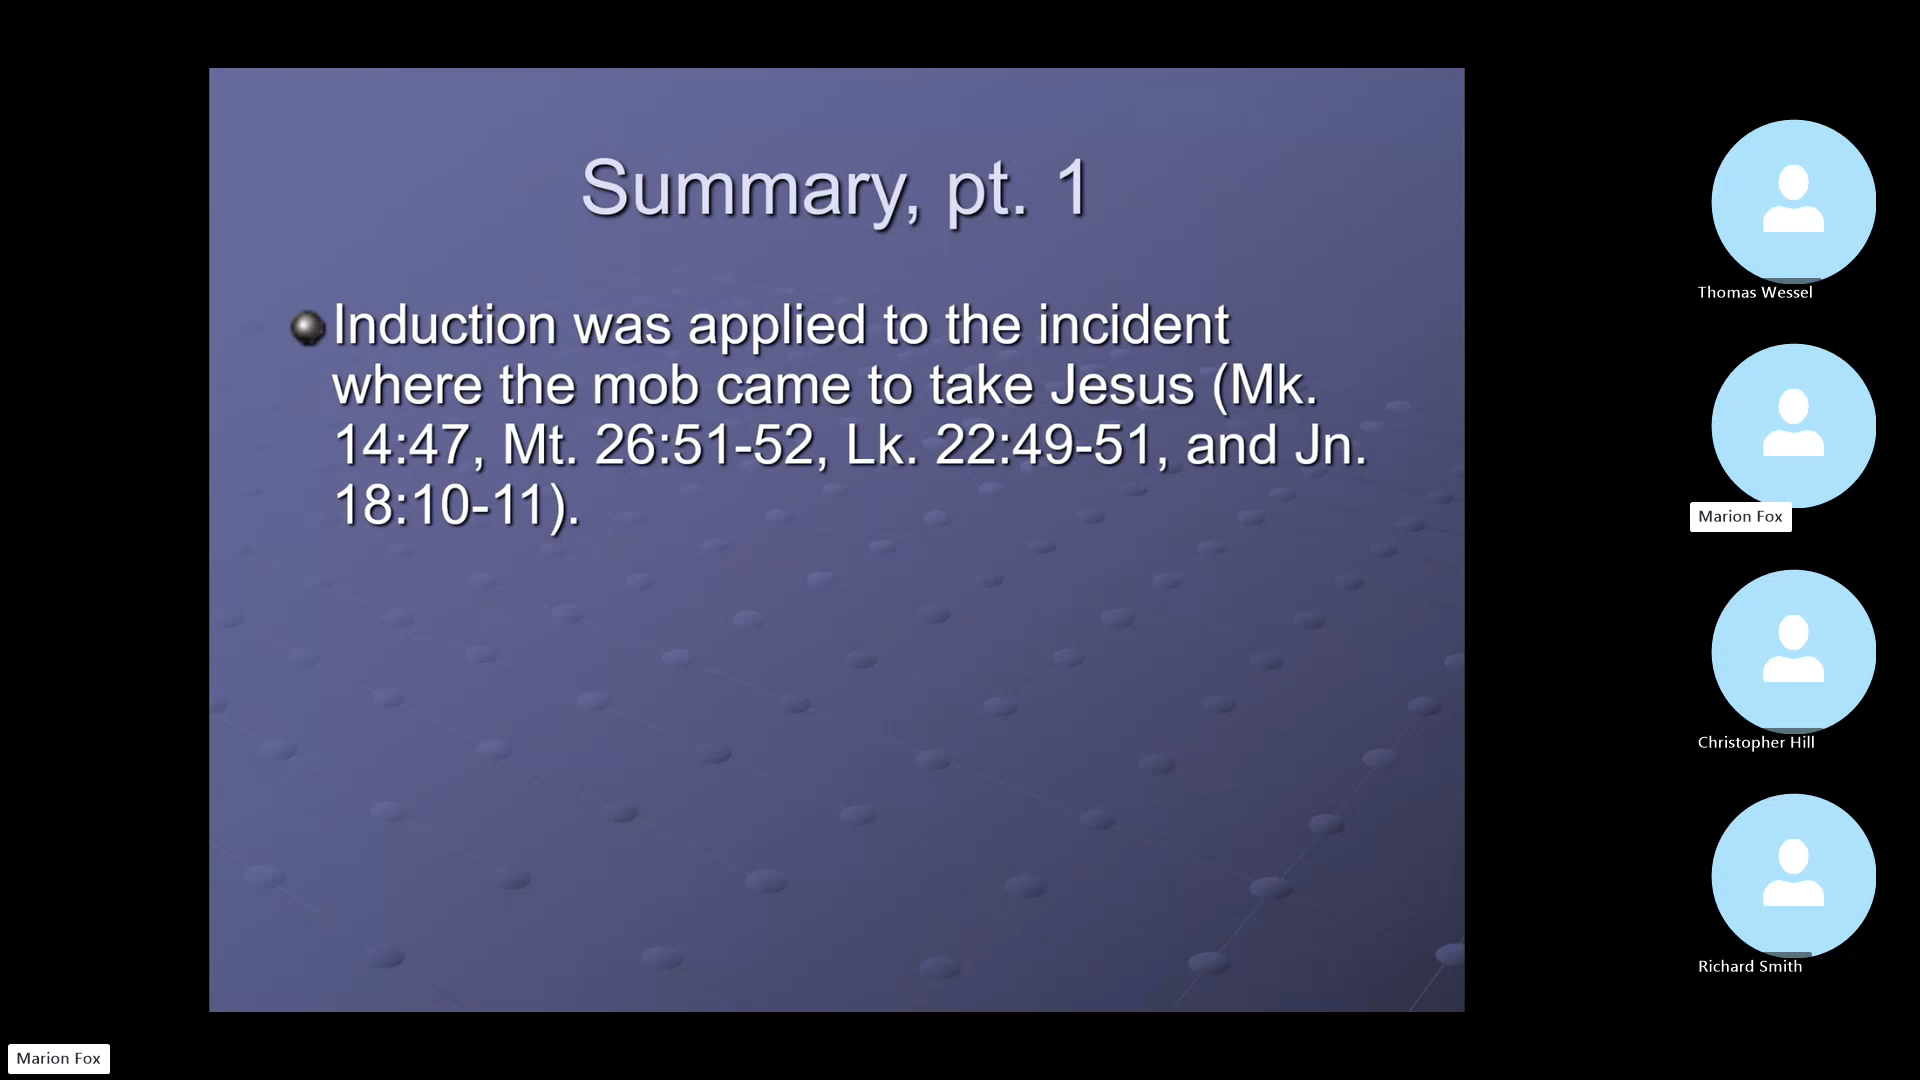 Summary, pt. 1
Induction was applied to the incident
where the mob came to take Jesus (Mk.
14:47, Mt. 26:51-52, Lk. 22:49-51, and Jn.
18:10-11).
Thomas Wessel
Marion Fox
Christopher Hill
Richard Smith
Marion Fox